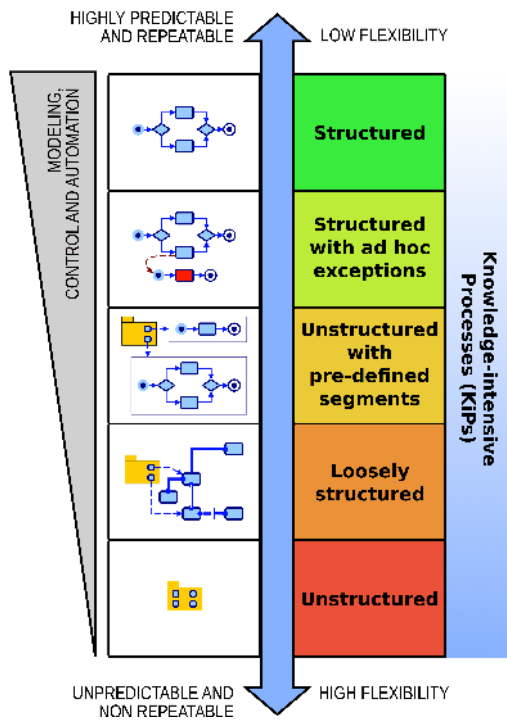 HIGHLY PREDICTABLE
AND REPEATABLE
LOW FLEXIBILITY
MODELING,
CONTROL AND AUTOMATION
Structured
Structured
with ad hoc
exceptions
Unstructured
with
pre-defined
segments
Loosely
structured
Unstructured
Knowledge-intensive
Processes (KiPs)
UNPREDICTABLE AND
NON REPEATABLE
HIGH FLEXIBILITY